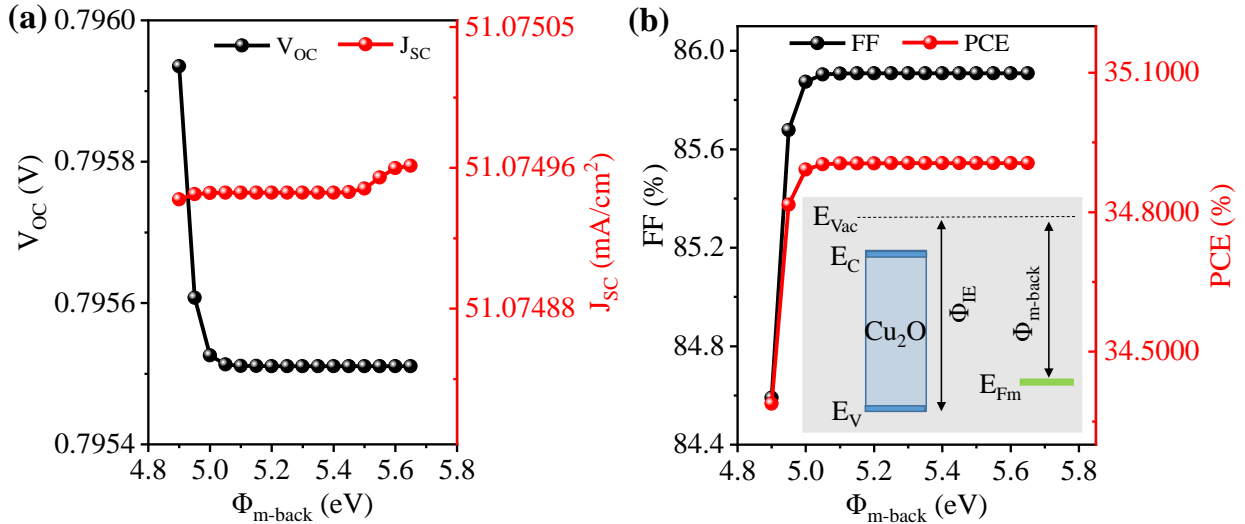 (a)
V_OC J_SC
0.7960
0.7958
0.7956
0.7954
V_OC (V)
4.8 5.0 5.2 5.4 5.6 5.8
Φ_m-back (eV)
51.07505
51.07496
51.07488
J_SC (mA/cm²)
(b)
FF PCE
86.0
85.6
85.2
84.8
84.4
FF (%)
4.8 5.0 5.2 5.4 5.6 5.8
Φ_m-back (eV)
35.1000
34.8000
34.5000
PCE (%)
E_Vac
E_C
Cu₂O
Φ_IE
Φ_m-back
E_Fm
E_V